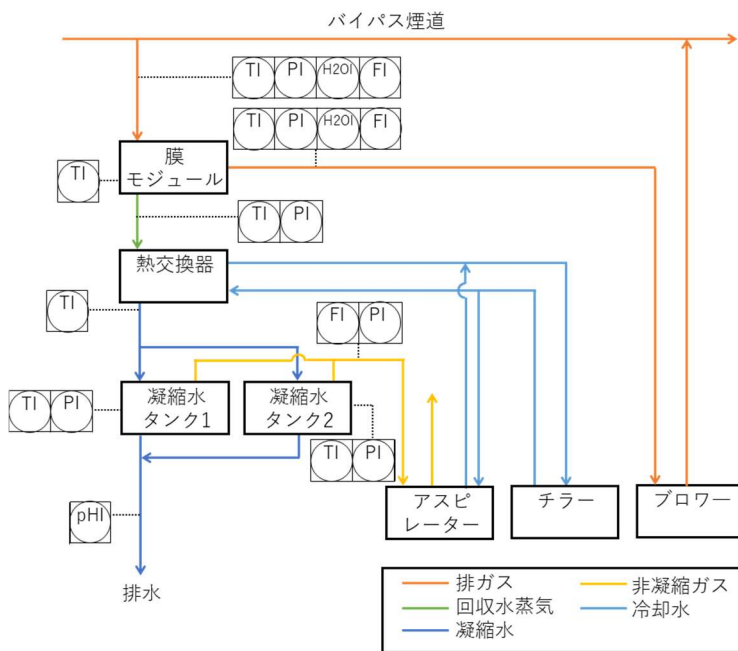 バイパス煙道
TI PI H2OI FI
TI PI H2OI FI
膜
モジュール
TI
TI PI
熱交換器
TI
FI PI
凝縮水
タンク1
凝縮水
タンク2
TI PI
TI PI
アスピ
レーター
チラー
ブロワー
pHI
排水
排ガス
非凝縮ガス
回収水蒸気
冷却水
凝縮水